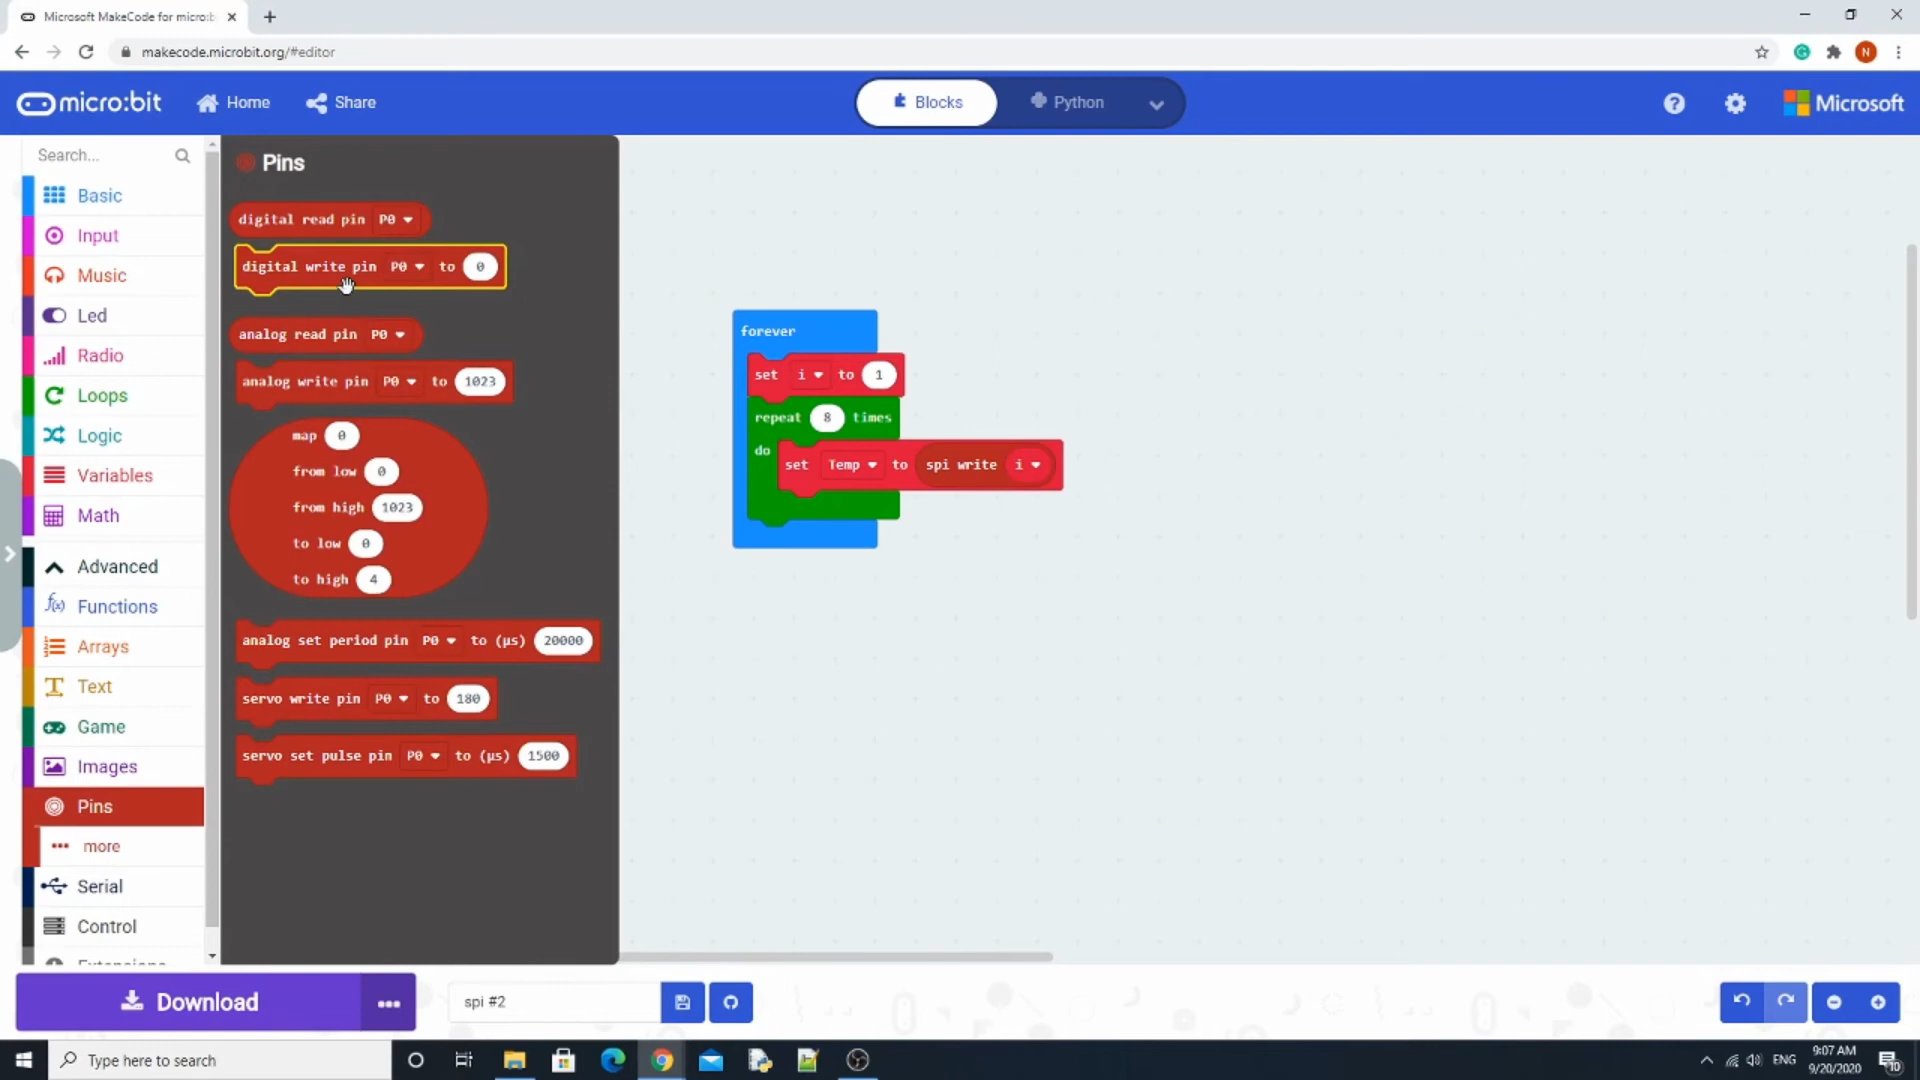 Microsoft MakeCode for micro:b
makecode.microbit.org/#editor
N
micro:bit
Home
Share
Blocks
Python
Microsoft
Search...
Basic
Input
Music
Led
Radio
Loops
Logic
Variables
Math
Advanced
Functions
Arrays
Text
Game
Images
Pins
more
Serial
Control
Extensions
Pins
digital read pin P0
digital write pin P0 to 0
analog read pin P0
analog write pin P0 to 1023
map 0
from low 0
from high 1023
to low 0
to high 4
analog set period pin P0 to (µs) 20000
servo write pin P0 to 180
servo set pulse pin P0 to (µs) 1500
forever
set i to 1
repeat 8 times
do set Temp to spi write i
Download
spi #2
Type here to search
ENG
9:07 AM
9/20/2020
10